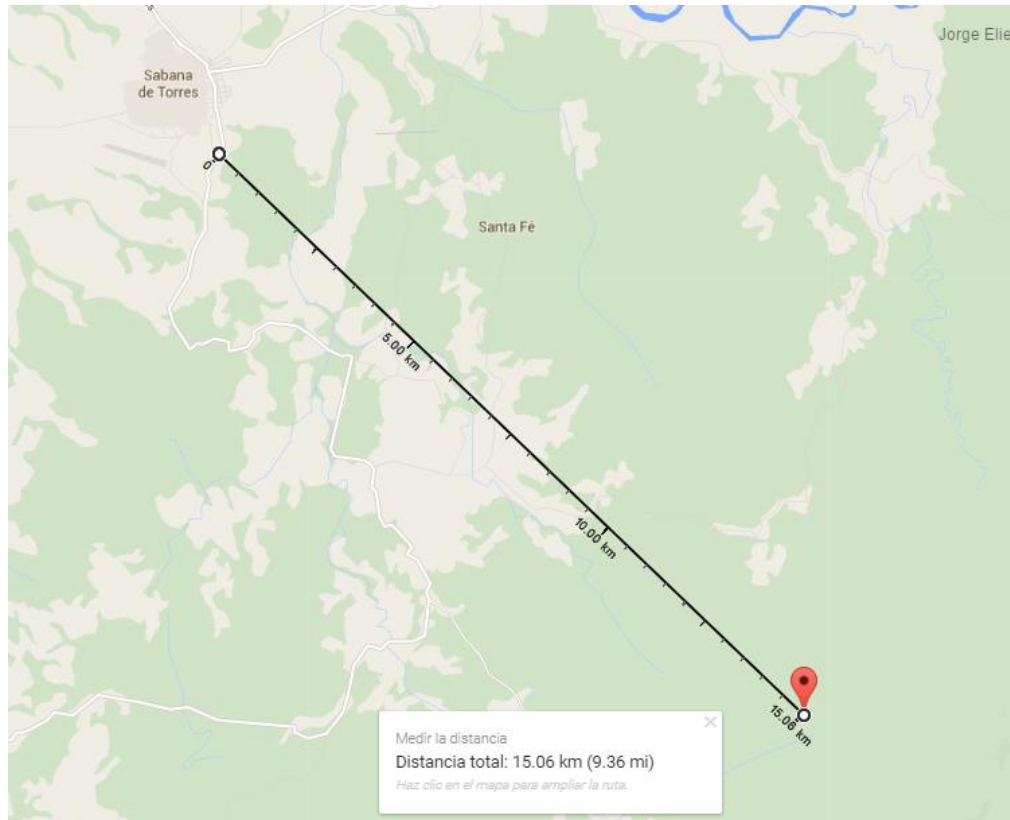 Jorge Elie
Sabana
de Torres
0
Santa Fé
5.00 km
10.00 km
15.06 km
Medir la distancia
Distancia total: 15.06 km (9.36 mi)
Haz clic en el mapa para ampliar la ruta.